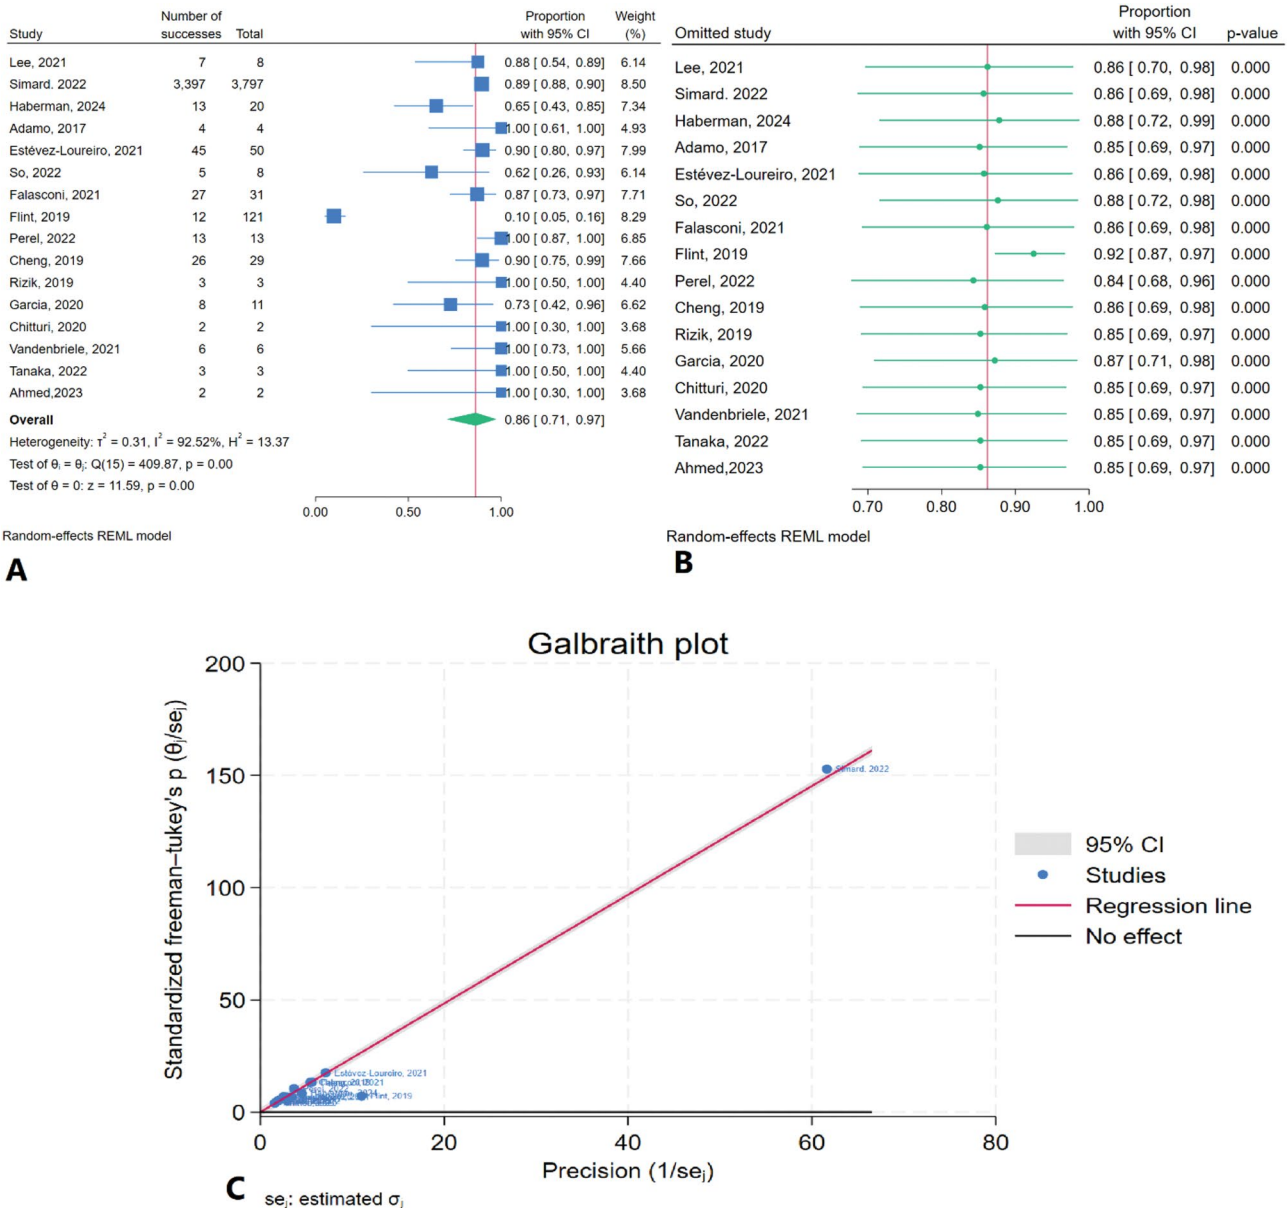 Study Number of successes Total Proportion with 95% CI Weight (%)
Lee, 2021 7 8 0.88 [ 0.54, 0.89] 6.14
Simard. 2022 3,397 3,797 0.89 [ 0.88, 0.90] 8.50
Haberman, 2024 13 20 0.65 [ 0.43, 0.85] 7.34
Adamo, 2017 4 4 1.00 [ 0.61, 1.00] 4.93
Estévez-Loureiro, 2021 45 50 0.90 [ 0.80, 0.97] 7.99
So, 2022 5 8 0.62 [ 0.26, 0.93] 6.14
Falasconi, 2021 27 31 0.87 [ 0.73, 0.97] 7.71
Flint, 2019 12 121 0.10 [ 0.05, 0.16] 8.29
Perel, 2022 13 13 1.00 [ 0.87, 1.00] 6.85
Cheng, 2019 26 29 0.90 [ 0.75, 0.99] 7.66
Rizik, 2019 3 3 1.00 [ 0.50, 1.00] 4.40
Garcia, 2020 8 11 0.73 [ 0.42, 0.96] 6.62
Chitturi, 2020 2 2 1.00 [ 0.30, 1.00] 3.68
Vandenbriele, 2021 6 6 1.00 [ 0.73, 1.00] 5.66
Tanaka, 2022 3 3 1.00 [ 0.50, 1.00] 4.40
Ahmed,2023 2 2 1.00 [ 0.30, 1.00] 3.68
Overall 0.86 [ 0.71, 0.97]
Heterogeneity: τ² = 0.31, I² = 92.52%, H² = 13.37
Test of θᵢ = θⱼ: Q(15) = 409.87, p = 0.00
Test of θ = 0: z = 11.59, p = 0.00
0.00 0.50 1.00
Random-effects REML model
A
Omitted study Proportion with 95% CI p-value
Lee, 2021 0.86 [ 0.70, 0.98] 0.000
Simard. 2022 0.86 [ 0.69, 0.98] 0.000
Haberman, 2024 0.88 [ 0.72, 0.99] 0.000
Adamo, 2017 0.85 [ 0.69, 0.97] 0.000
Estévez-Loureiro, 2021 0.86 [ 0.69, 0.98] 0.000
So, 2022 0.88 [ 0.72, 0.98] 0.000
Falasconi, 2021 0.86 [ 0.69, 0.98] 0.000
Flint, 2019 0.92 [ 0.87, 0.97] 0.000
Perel, 2022 0.84 [ 0.68, 0.96] 0.000
Cheng, 2019 0.86 [ 0.69, 0.98] 0.000
Rizik, 2019 0.85 [ 0.69, 0.97] 0.000
Garcia, 2020 0.87 [ 0.71, 0.98] 0.000
Chitturi, 2020 0.85 [ 0.69, 0.97] 0.000
Vandenbriele, 2021 0.85 [ 0.69, 0.97] 0.000
Tanaka, 2022 0.85 [ 0.69, 0.97] 0.000
Ahmed,2023 0.85 [ 0.69, 0.97] 0.000
0.70 0.80 0.90 1.00
Random-effects REML model
B
Galbraith plot
Standardized freeman–tukey's p (θⱼ/seⱼ)
200
150
100
50
0
Simard. 2022
Estévez-Loureiro, 2021
Flint, 2019
0 20 40 60 80
Precision (1/seⱼ)
95% CI
Studies
Regression line
No effect
C
seⱼ: estimated σⱼ